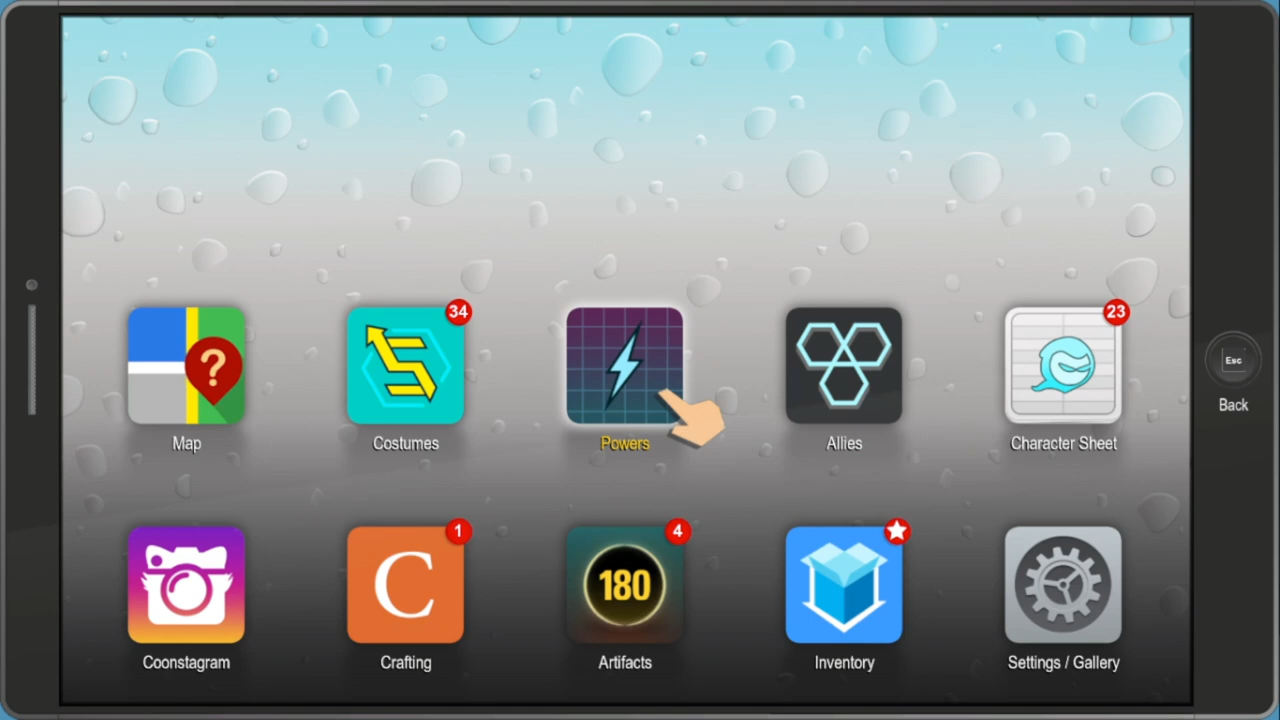 34
23
?
Esc
Map
Costumes
Powers
Allies
Character Sheet
Back
1
4
C
180
Coonstagram
Crafting
Artifacts
Inventory
Settings / Gallery